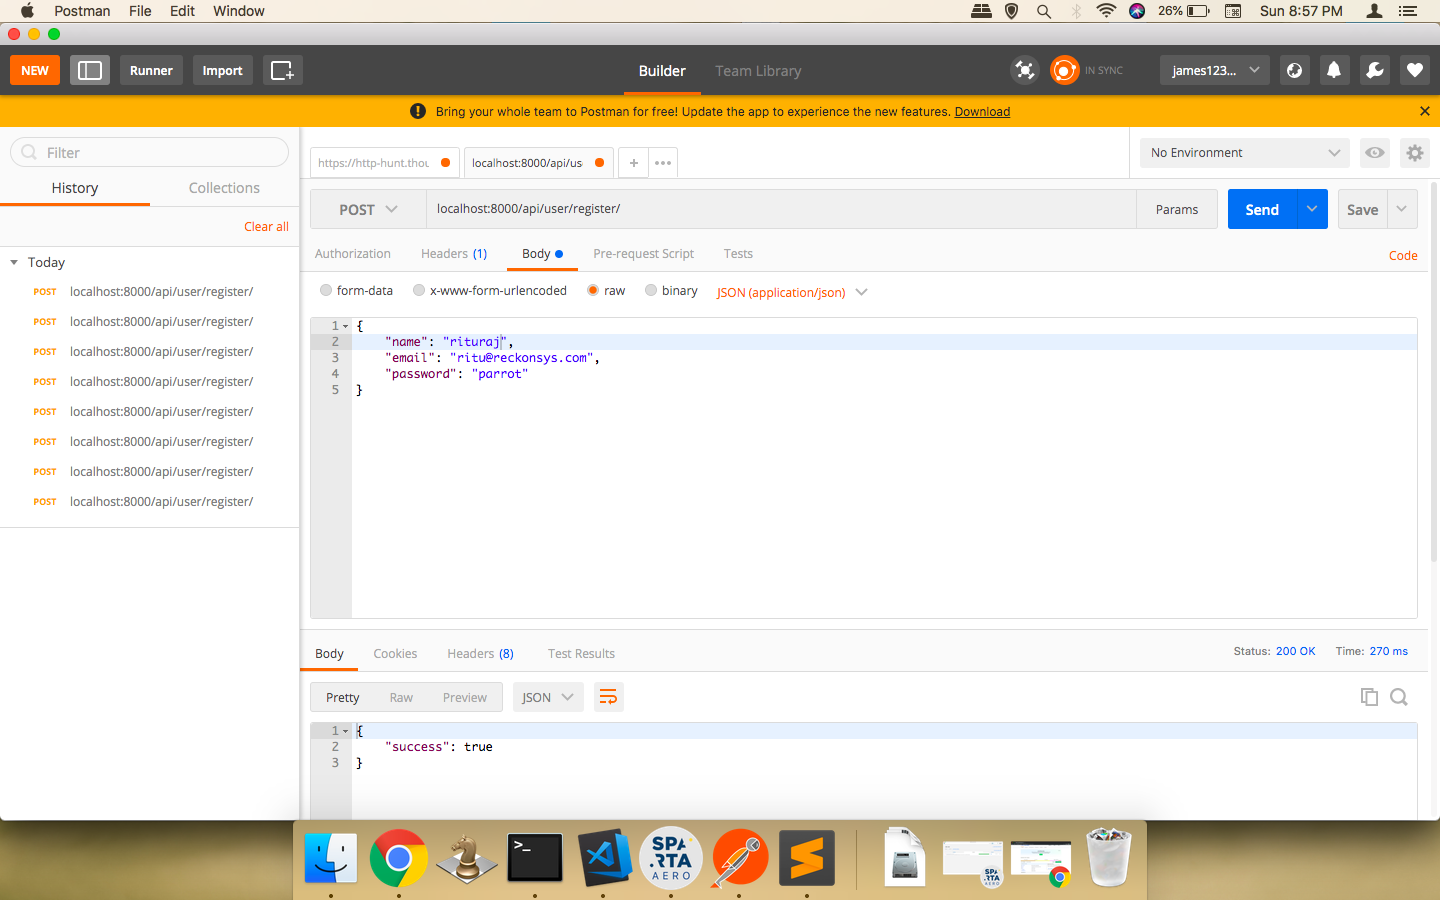 Postman File Edit Window 26% Sun 8:57 PM
NEW Runner Import Builder Team Library IN SYNC james123...
Bring your whole team to Postman for free! Update the app to experience the new features. Download
Filter
History Collections
Clear all
Today
POST localhost:8000/api/user/register/
POST localhost:8000/api/user/register/
POST localhost:8000/api/user/register/
POST localhost:8000/api/user/register/
POST localhost:8000/api/user/register/
POST localhost:8000/api/user/register/
POST localhost:8000/api/user/register/
POST localhost:8000/api/user/register/
https://http-hunt.thou localhost:8000/api/us + •••
No Environment
POST localhost:8000/api/user/register/ Params Send Save
Authorization Headers (1) Body Pre-request Script Tests Code
form-data x-www-form-urlencoded raw binary JSON (application/json)
1 {
2 "name": "rituraj",
3 "email": "ritu@reckonsys.com",
4 "password": "parrot"
5 }
Body Cookies Headers (8) Test Results Status: 200 OK Time: 270 ms
Pretty Raw Preview JSON
1 {
2 "success": true
3 }
>_
SPA
.RTA
AERO
SPA
.RTA
AERO